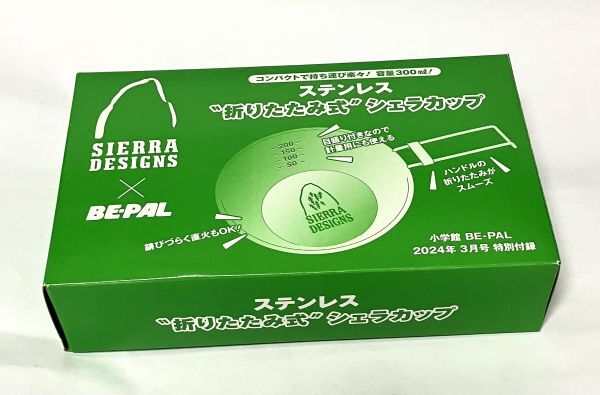 コンパクトで持ち運び楽々！容量300㎖！
ステンレス
“折りたたみ式”シェラカップ
SIERRA
DESIGNS
×
BE-PAL
200
150
100
50
目盛り付きなので
計量用にも使える
ハンドルの
折りたたみが
スムーズ
SIERRA
DESIGNS
錆びづらく直火もOK！
小学館 BE-PAL
2024年 3月号 特別付録
ステンレス
“折りたたみ式”シェラカップ